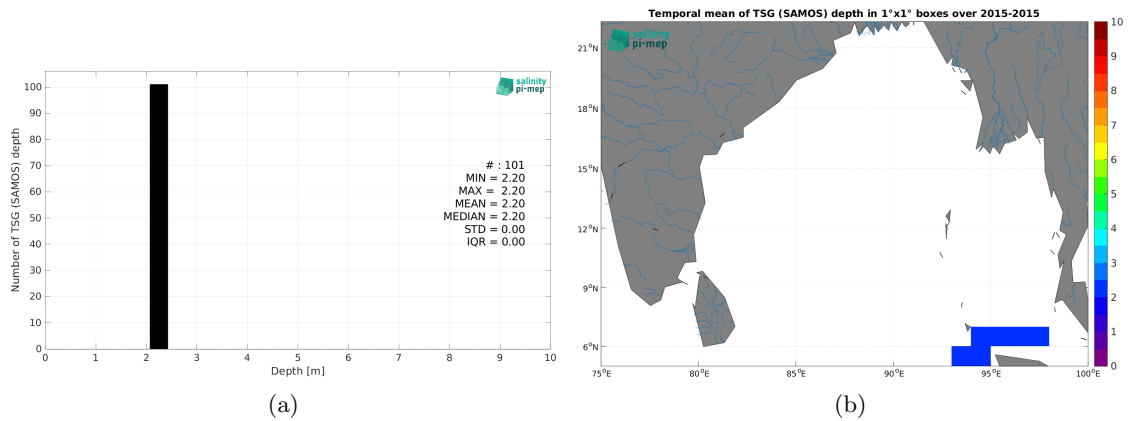 salinity
pi-mep
Number of TSG (SAMOS) depth
100
90
80
70
60
50
40
30
20
10
0
# : 101
MIN = 2.20
MAX = 2.20
MEAN = 2.20
MEDIAN = 2.20
STD = 0.00
IQR = 0.00
0 1 2 3 4 5 6 7 8 9 10
Depth [m]
(a)
Temporal mean of TSG (SAMOS) depth in 1°x1° boxes over 2015-2015
salinity
pi-mep
21°N
18°N
15°N
12°N
9°N
6°N
75°E 80°E 85°E 90°E 95°E 100°E
10
9
8
7
6
5
4
3
2
1
0
(b)